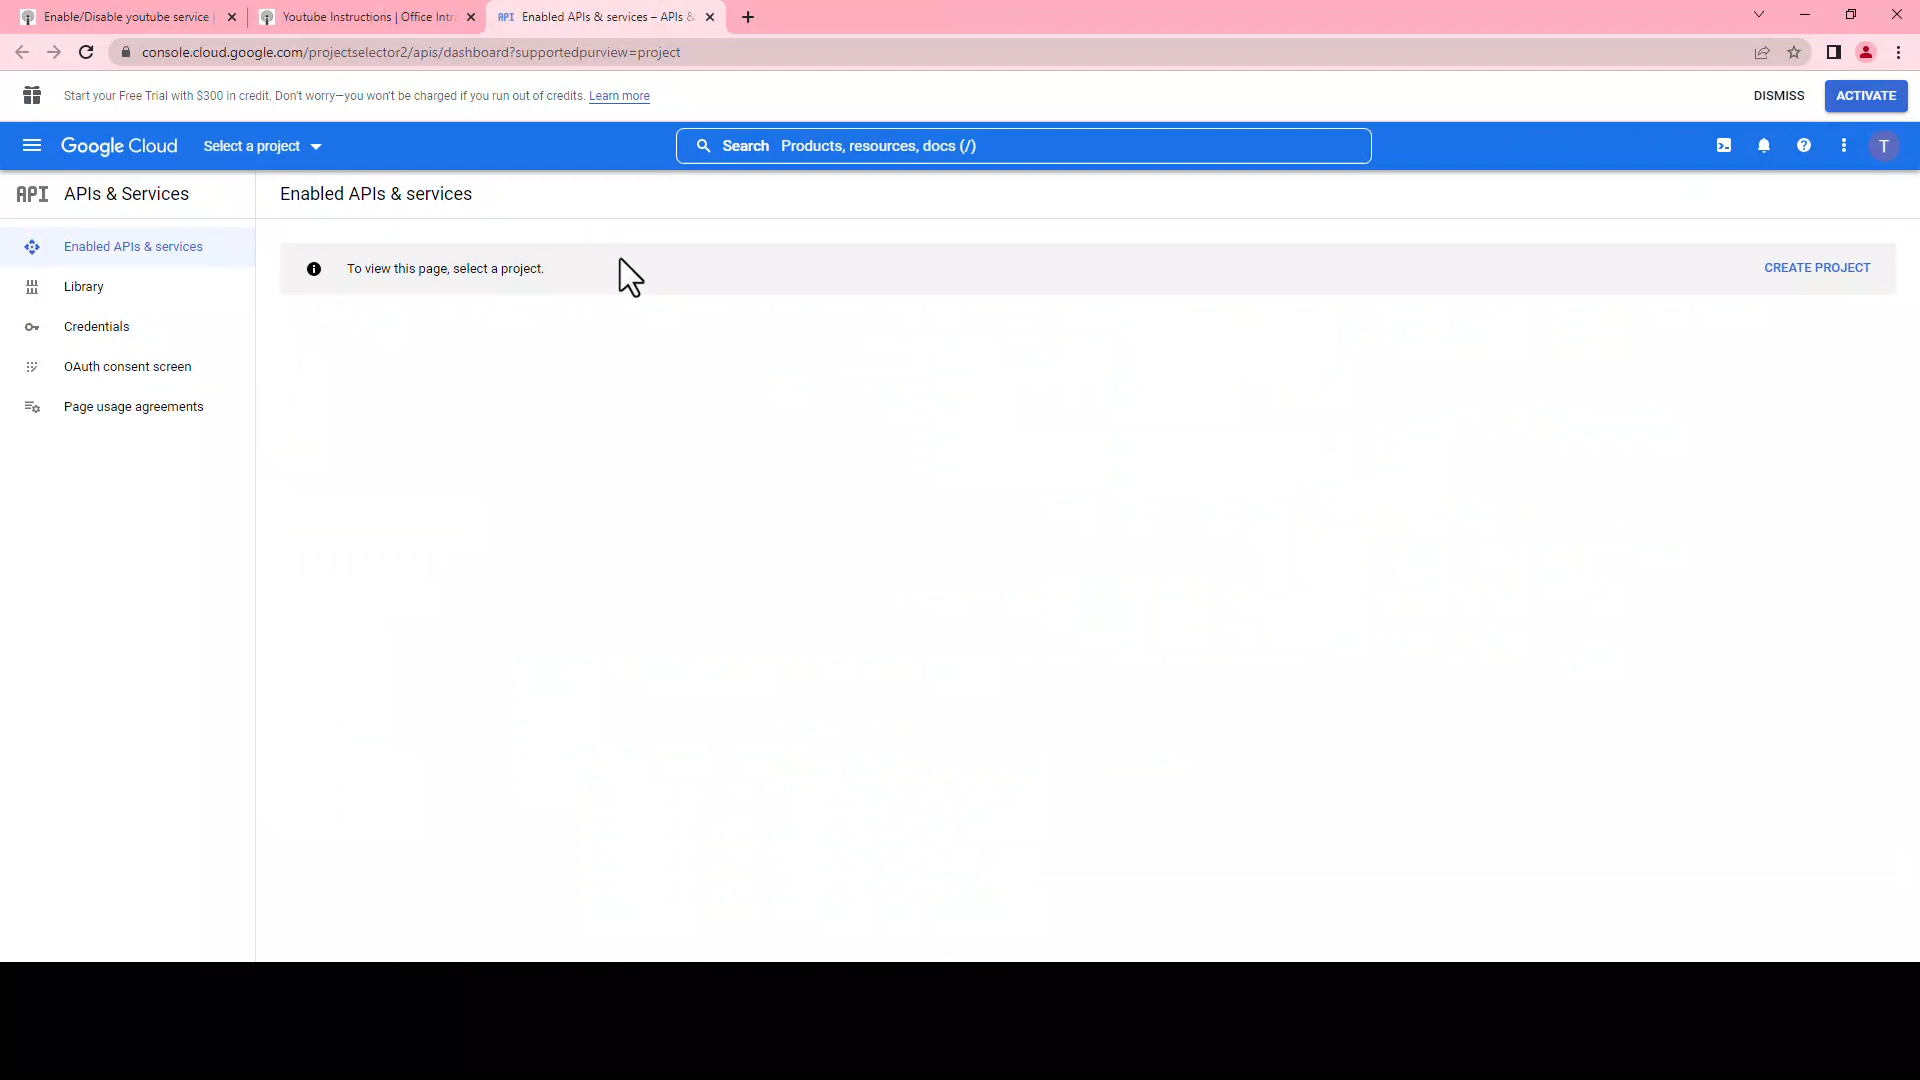 Enable/Disable youtube service
Youtube Instructions | Office Intr
API Enabled APIs & services – APIs &
console.cloud.google.com/projectselector2/apis/dashboard?supportedpurview=project
Start your Free Trial with $300 in credit. Don't worry—you won't be charged if you run out of credits. Learn more
DISMISS
ACTIVATE
Google Cloud
Select a project
Search Products, resources, docs (/)
T
API APIs & Services
Enabled APIs & services
Enabled APIs & services
Library
Credentials
OAuth consent screen
Page usage agreements
To view this page, select a project.
CREATE PROJECT